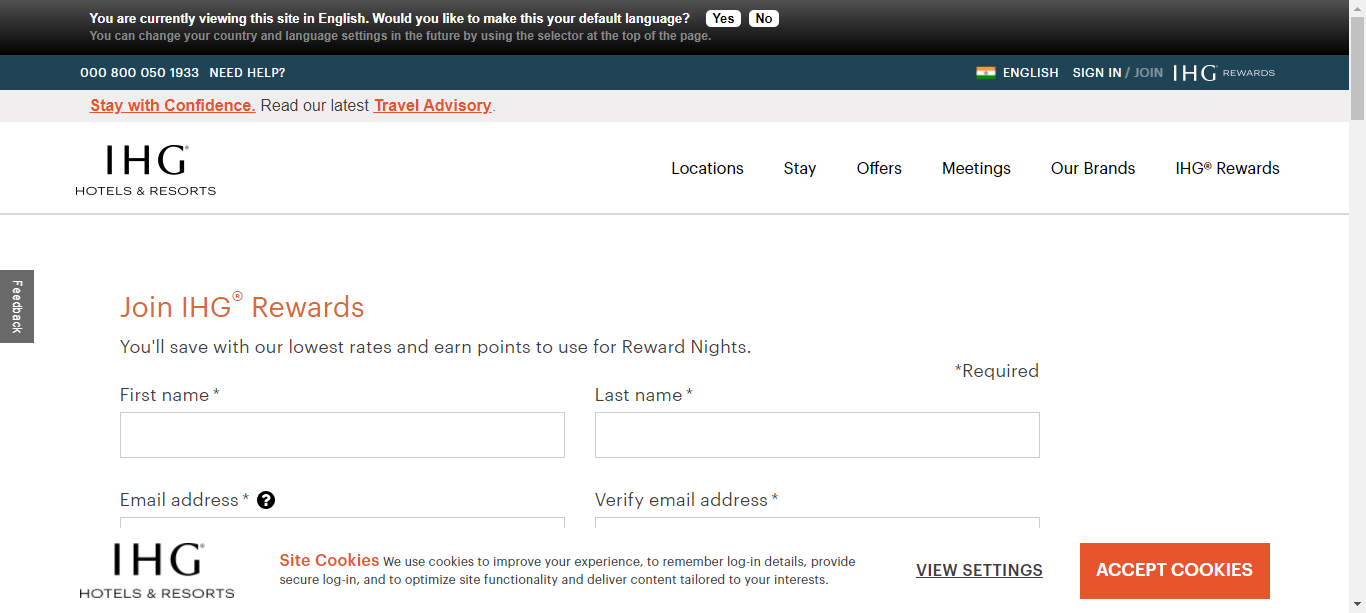 You are currently viewing this site in English. Would you like to make this your default language? Yes No
You can change your country and language settings in the future by using the selector at the top of the page.
000 800 050 1933 NEED HELP? ENGLISH SIGN IN / JOIN IHG® REWARDS
Stay with Confidence. Read our latest Travel Advisory.
IHG®
HOTELS & RESORTS
Locations Stay Offers Meetings Our Brands IHG® Rewards
Feedback
Join IHG® Rewards
You'll save with our lowest rates and earn points to use for Reward Nights.
*Required
First name * Last name *
Email address * ? Verify email address *
IHG®
HOTELS & RESORTS
Site Cookies We use cookies to improve your experience, to remember log-in details, provide
secure log-in, and to optimize site functionality and deliver content tailored to your interests.
VIEW SETTINGS ACCEPT COOKIES